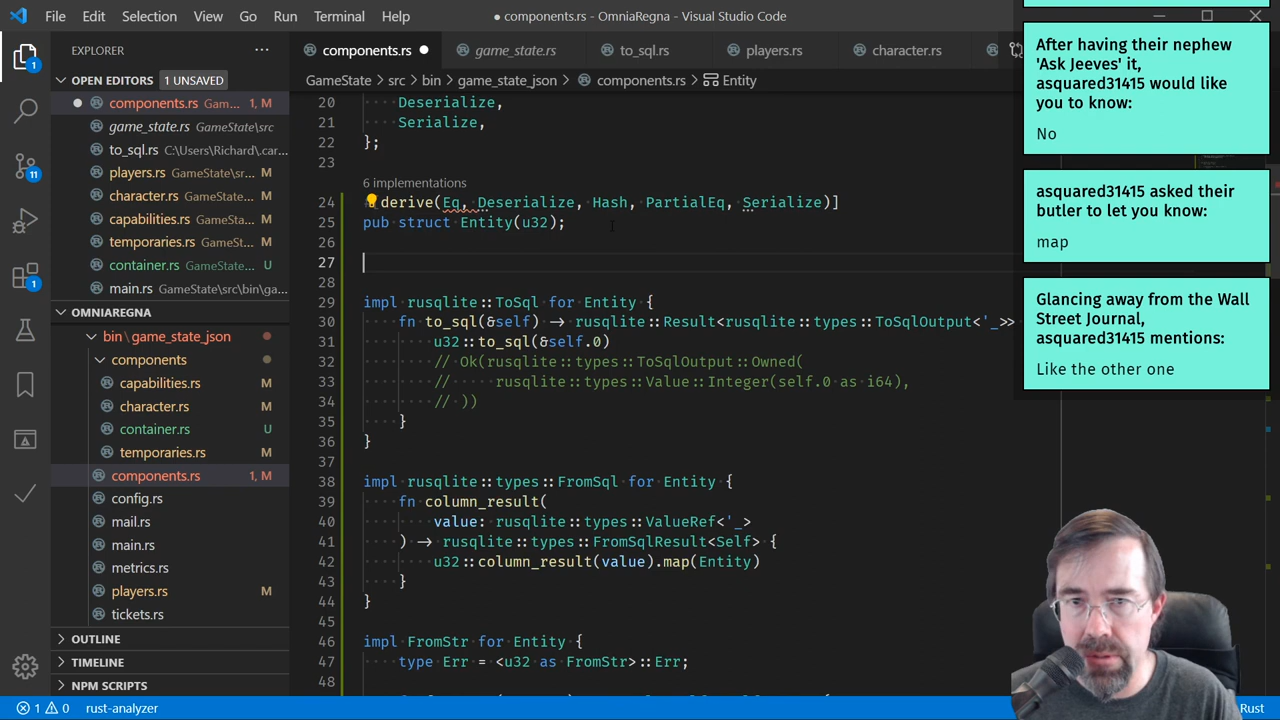 File Edit Selection View Go Run Terminal Help
● components.rs - OmniaRegna - Visual Studio Code
EXPLORER
OPEN EDITORS 1 UNSAVED
components.rs Gam... 1, M
game_state.rs GameState\src
to_sql.rs C:\Users\Richard\.car...
players.rs GameState\sr... M
character.rs GameState... M
capabilities.rs GameSt... M
temporaries.rs GameSt... M
container.rs GameState... U
main.rs GameState\src\bin\ga...
OMNIAREGNA
bin\game_state_json
components
capabilities.rs M
character.rs M
container.rs U
temporaries.rs M
components.rs 1, M
config.rs
mail.rs
main.rs
metrics.rs
players.rs M
tickets.rs
OUTLINE
TIMELINE
NPM SCRIPTS
1
11
1
components.rs ● game_state.rs to_sql.rs players.rs character.rs
GameState > src > bin > game_state_json > components.rs > Entity
20 Deserialize,
21 Serialize,
22 };
23
6 implementations
24 derive(Eq, Deserialize, Hash, PartialEq, Serialize)]
25 pub struct Entity(u32);
26
27
28
29 impl rusqlite::ToSql for Entity {
30 fn to_sql(&self) -> rusqlite::Result<rusqlite::types::ToSqlOutput<'_>>
31 u32::to_sql(&self.0)
32 // Ok(rusqlite::types::ToSqlOutput::Owned(
33 // rusqlite::types::Value::Integer(self.0 as i64),
34 // ))
35 }
36 }
37
38 impl rusqlite::types::FromSql for Entity {
39 fn column_result(
40 value: rusqlite::types::ValueRef<'_>
41 ) -> rusqlite::types::FromSqlResult<Self> {
42 u32::column_result(value).map(Entity)
43 }
44 }
45
46 impl FromStr for Entity {
47 type Err = <u32 as FromStr>::Err;
48
After having their nephew
'Ask Jeeves' it,
asquared31415 would like
you to know:
No
asquared31415 asked their
butler to let you know:
map
Glancing away from the Wall
Street Journal,
asquared31415 mentions:
Like the other one
1 0 rust-analyzer
Rust